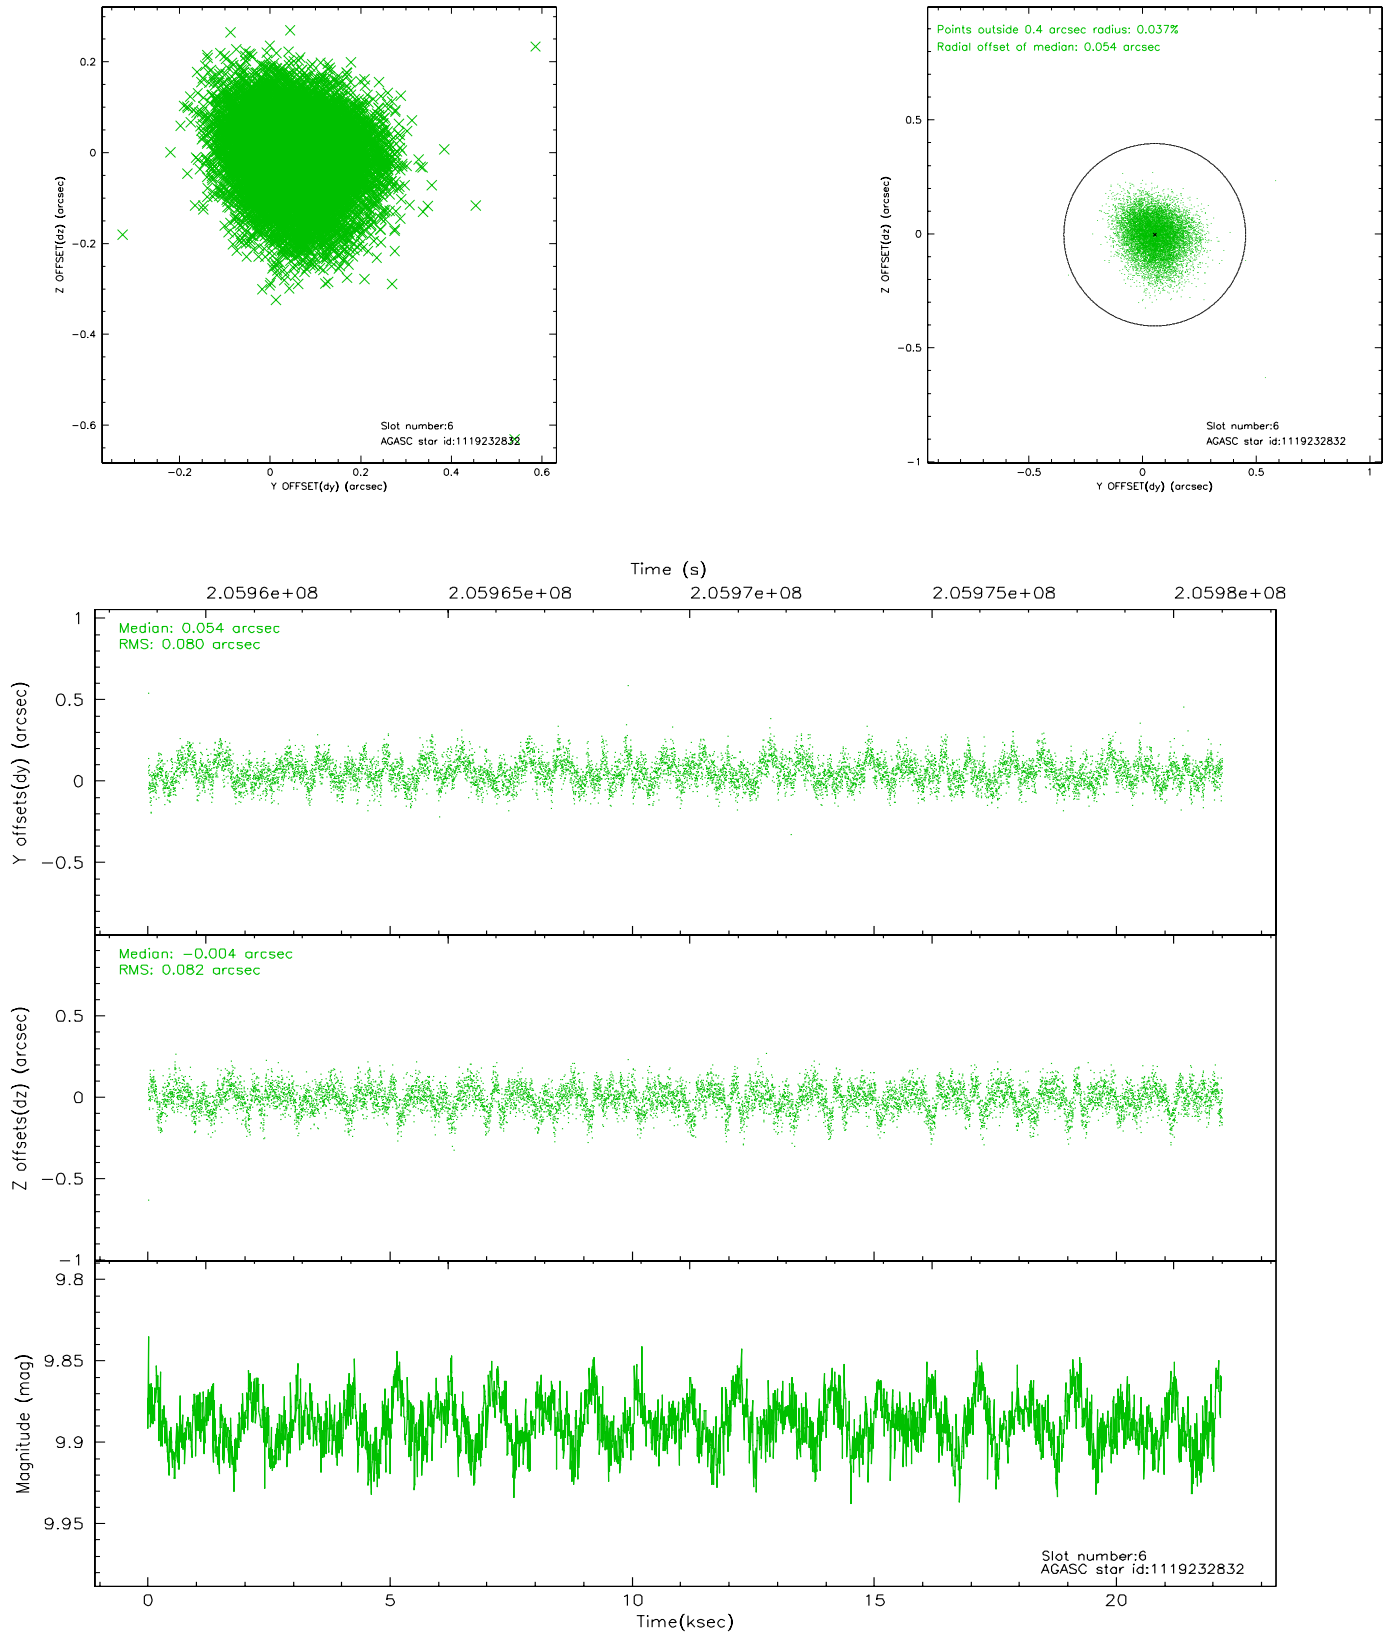 0.2
0
−0.2
−0.4
−0.6
Z OFFSET(dz) (arcsec)
Slot number:6
AGASC star id:1119232832
−0.2
0
0.2
0.4
0.6
Y OFFSET(dy) (arcsec)
Points outside 0.4 arcsec radius: 0.037%
Radial offset of median: 0.054 arcsec
0.5
0
−0.5
−1
Z OFFSET(dz) (arcsec)
Slot number:6
AGASC star id:1119232832
−0.5
0
0.5
1
Y OFFSET(dy) (arcsec)
Time (s)
2.0596e+08
2.05965e+08
2.0597e+08
2.05975e+08
2.0598e+08
Median: 0.054 arcsec
RMS: 0.080 arcsec
1
0.5
0
−0.5
Y offsets(dy) (arcsec)
Median: −0.004 arcsec
RMS: 0.082 arcsec
0.5
0
−0.5
−1
Z offsets(dz) (arcsec)
9.8
9.85
9.9
9.95
Magnitude (mag)
Slot number:6
AGASC star id:1119232832
0
5
10
15
20
Time(ksec)